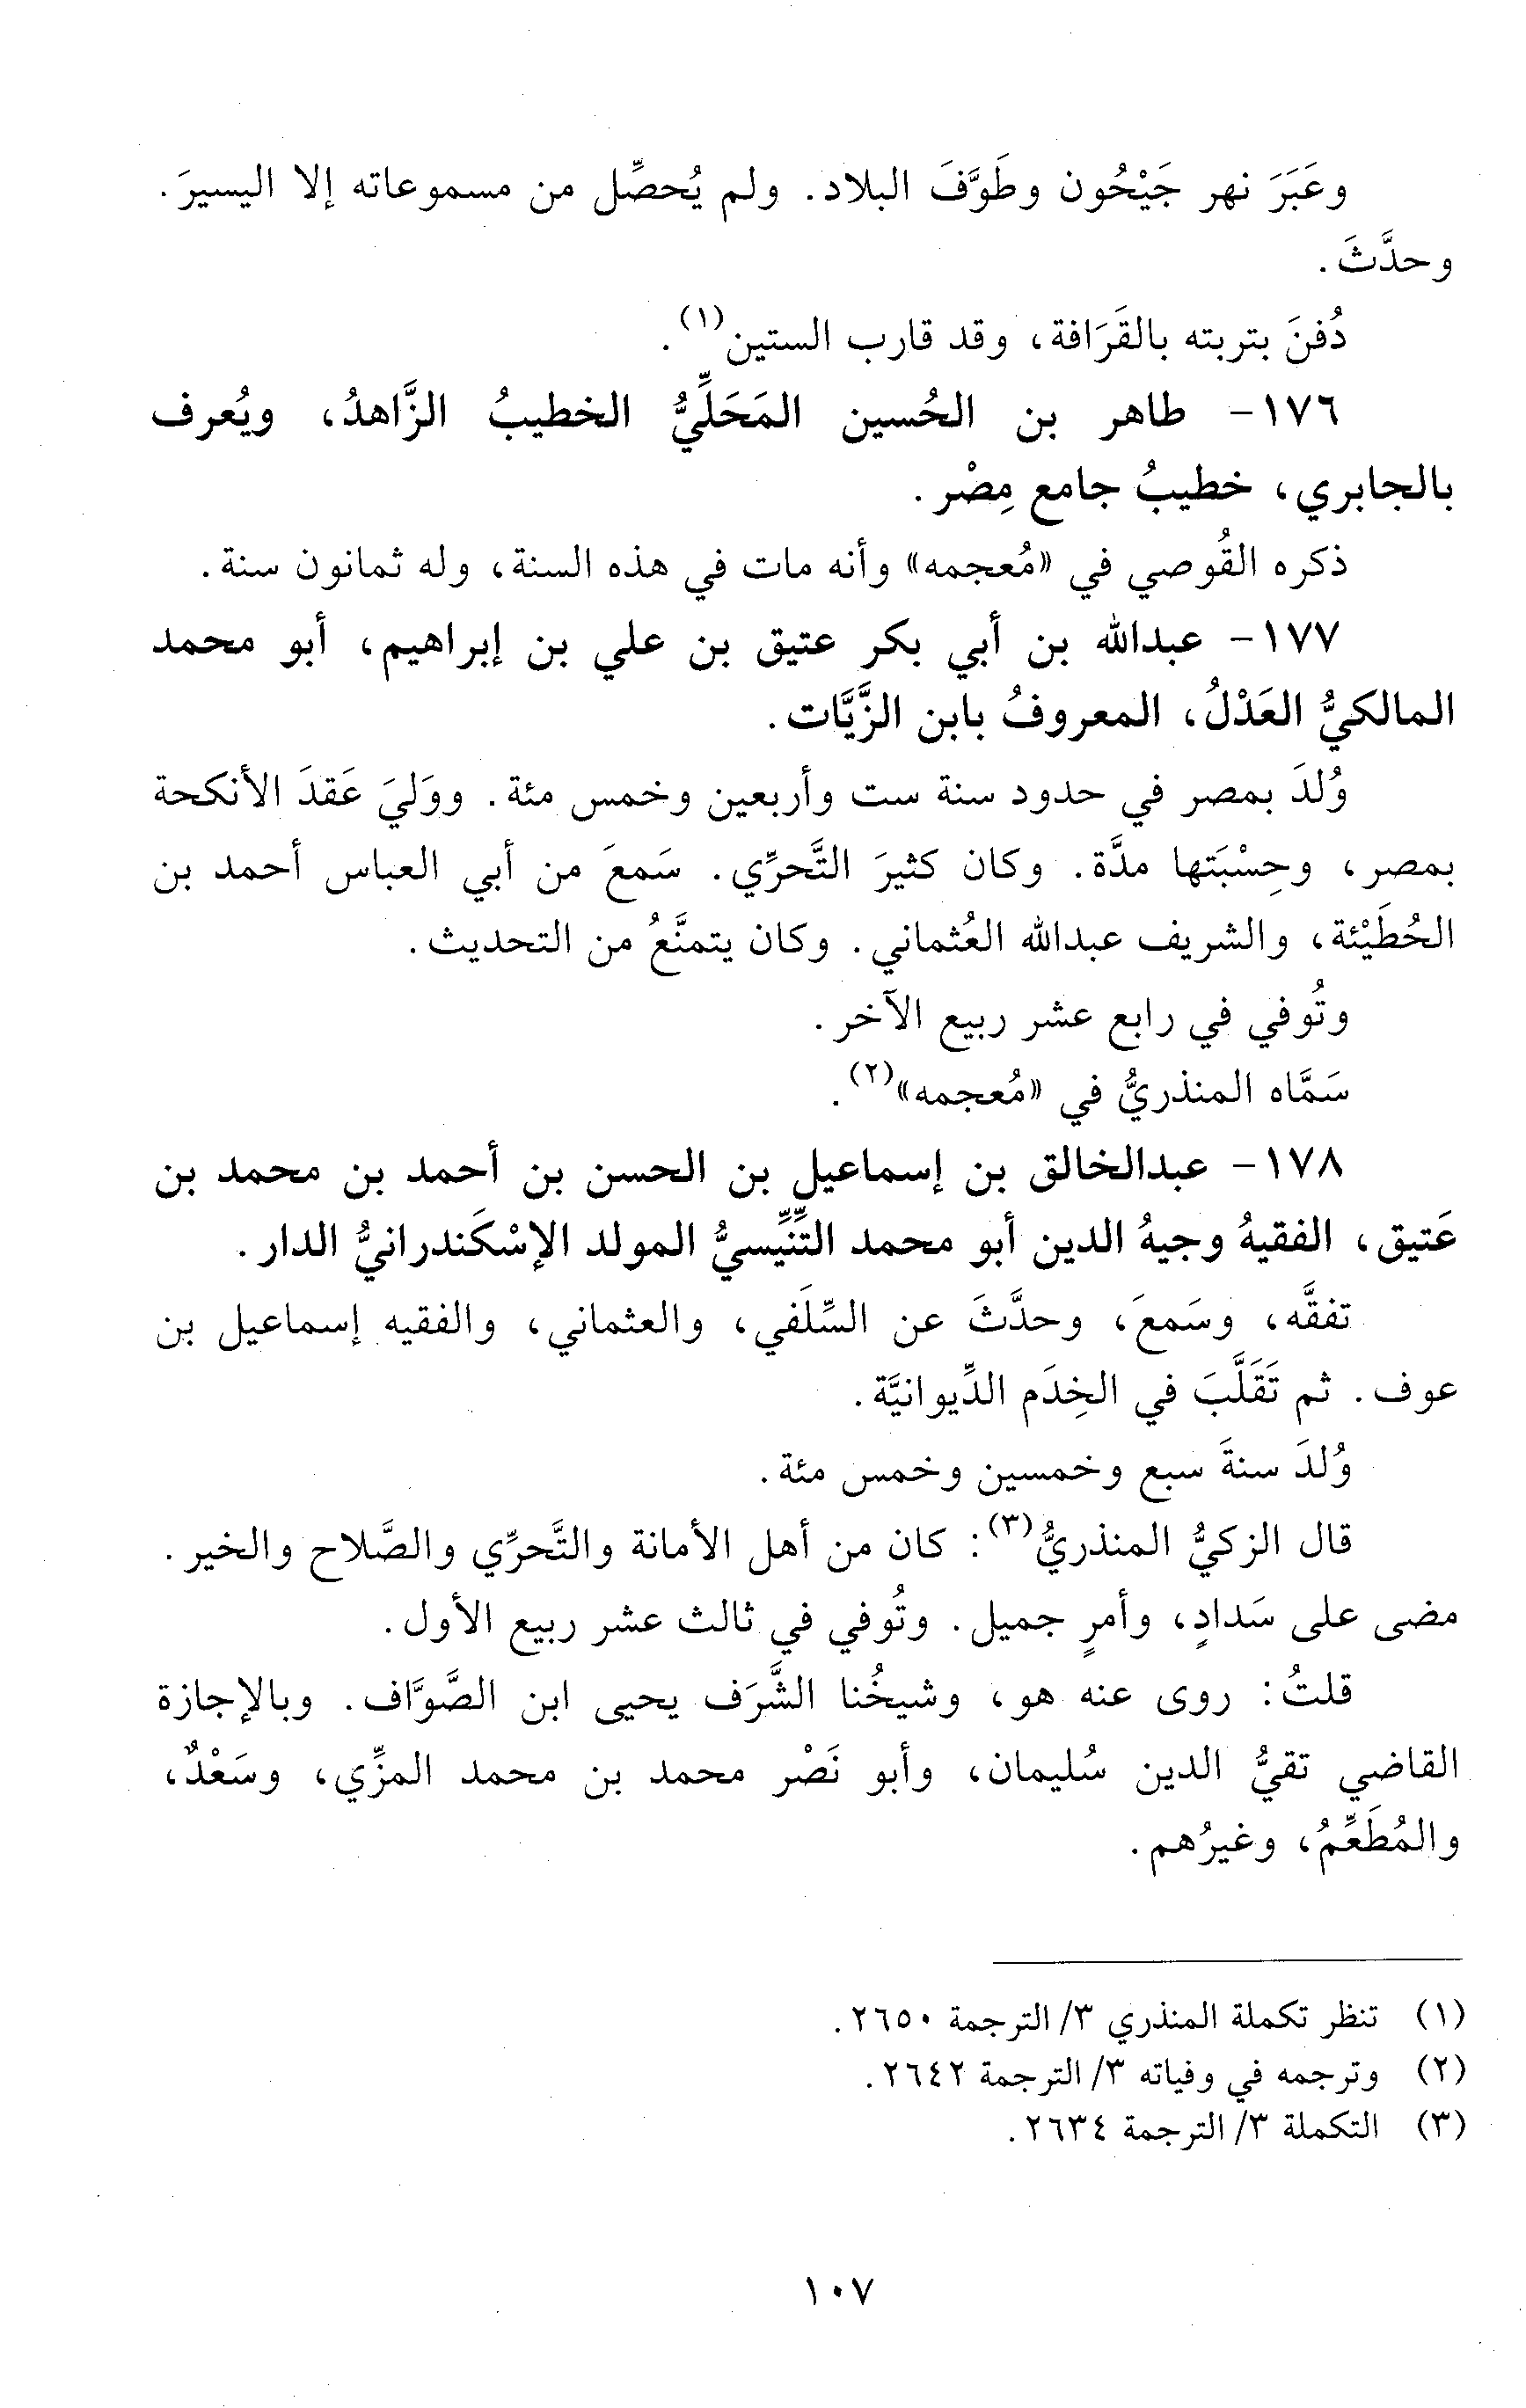 وعَبَرَ نهر جَيْحُون وطَوَّفَ البلاد. ولم يُحصِّل من مسموعاته إلا اليسيرَ.
وحدَّثَ.
دُفنَ بتربته بالقَرَافة، وقد قارب الستين(١).
١٧٦- طاهر بن الحُسين المَحَلِّيُّ الخطيبُ الزَّاهدُ، ويُعرف
بالجابري، خطيبُ جامع مِصْر.
ذكره القُوصي في «مُعجمه» وأنه مات في هذه السنة، وله ثمانون سنة.
١٧٧- عبدالله بن أبي بكر عتيق بن علي بن إبراهيم، أبو محمد
المالكيُّ العَدْلُ، المعروفُ بابن الزَّيَّات.
وُلدَ بمصر في حدود سنة ست وأربعين وخمس مئة. ووَليَ عَقدَ الأنكحة
بمصر، وحِسْبَتها مدَّة. وكان كثيرَ التَّحرِّي. سَمعَ من أبي العباس أحمد بن
الحُطَيْئة، والشريف عبدالله العُثماني. وكان يتمنَّعُ من التحديث.
وتُوفي في رابع عشر ربيع الآخر.
سَمَّاه المنذريُّ في «مُعجمه»(٢).
١٧٨- عبدالخالق بن إسماعيل بن الحسن بن أحمد بن محمد بن
عَتيق، الفقيهُ وجيهُ الدين أبو محمد التِّنِّيسيُّ المولد الإسْكَندرانيُّ الدار.
تفقَّه، وسَمعَ، وحدَّثَ عن السِّلَفي، والعثماني، والفقيه إسماعيل بن
عوف. ثم تَقَلَّبَ في الخِدَم الدِّيوانيَّة.
وُلدَ سنةَ سبع وخمسين وخمس مئة.
قال الزكيُّ المنذريُّ(٣): كان من أهل الأمانة والتَّحرِّي والصَّلاح والخير.
مضى على سَدادٍ، وأمرٍ جميل. وتُوفي في ثالث عشر ربيع الأول.
قلتُ: روى عنه هو، وشيخُنا الشَّرَف يحيى ابن الصَّوَّاف. وبالإجازة
القاضي تقيُّ الدين سُليمان، وأبو نَصْر محمد بن محمد المزِّي، وسَعْدٌ،
والمُطَعِّمُ، وغيرُهم.
(١) تنظر تكملة المنذري ٣/ الترجمة ٢٦٥٠.
(٢) وترجمه في وفياته ٣/ الترجمة ٢٦٤٢.
(٣) التكملة ٣/ الترجمة ٢٦٣٤.
١٠٧